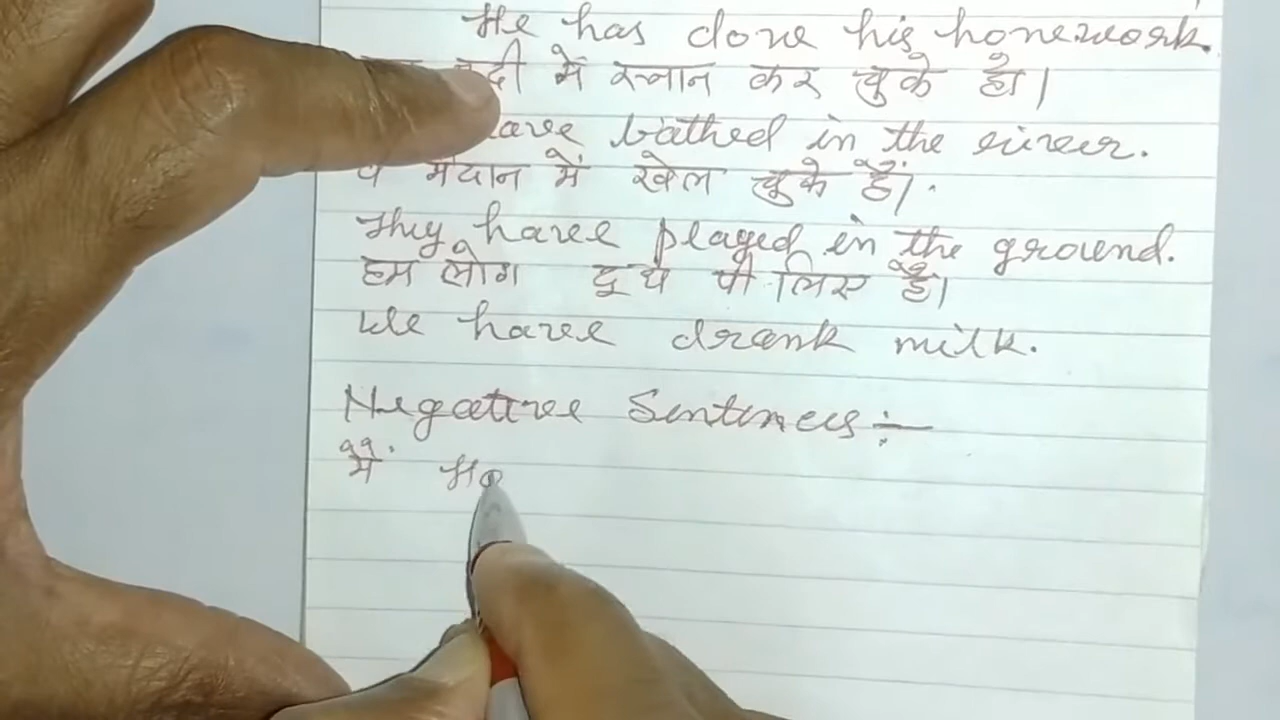 He has done his homework.
नदी में स्नान कर चुके हो।
have bathed in the river.
वे मैदान में खेल चुके हैं।
They have played in the ground.
हम लोग दूध पी लिए हैं।
We have drank milk.
Negative Sentences :-
मैं